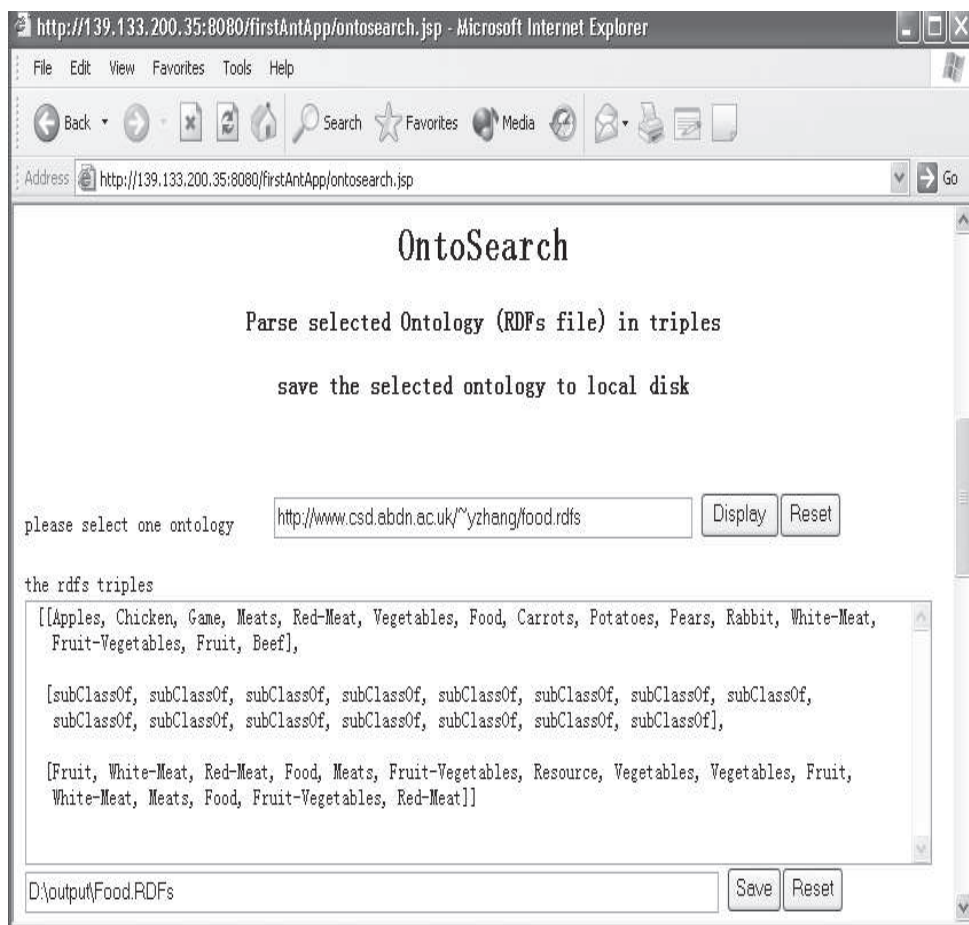 http://139.133.200.35:8080/firstAntApp/ontosearch.jsp - Microsoft Internet Explorer
File Edit View Favorites Tools Help
Back Search Favorites Media
Address http://139.133.200.35:8080/firstAntApp/ontosearch.jsp Go
OntoSearch
Parse selected Ontology (RDFs file) in triples
save the selected ontology to local disk
please select one ontology http://www.csd.abdn.ac.uk/~yzhang/food.rdfs Display Reset
the rdfs triples
[[Apples, Chicken, Game, Meats, Red-Meat, Vegetables, Food, Carrots, Potatoes, Pears, Rabbit, White-Meat,
Fruit-Vegetables, Fruit, Beef],
[subClassOf, subClassOf, subClassOf, subClassOf, subClassOf, subClassOf, subClassOf, subClassOf,
subClassOf, subClassOf, subClassOf, subClassOf, subClassOf, subClassOf, subClassOf],
[Fruit, White-Meat, Red-Meat, Food, Meats, Fruit-Vegetables, Resource, Vegetables, Vegetables, Fruit,
White-Meat, Meats, Food, Fruit-Vegetables, Red-Meat]]
D:\output\Food.RDFs Save Reset